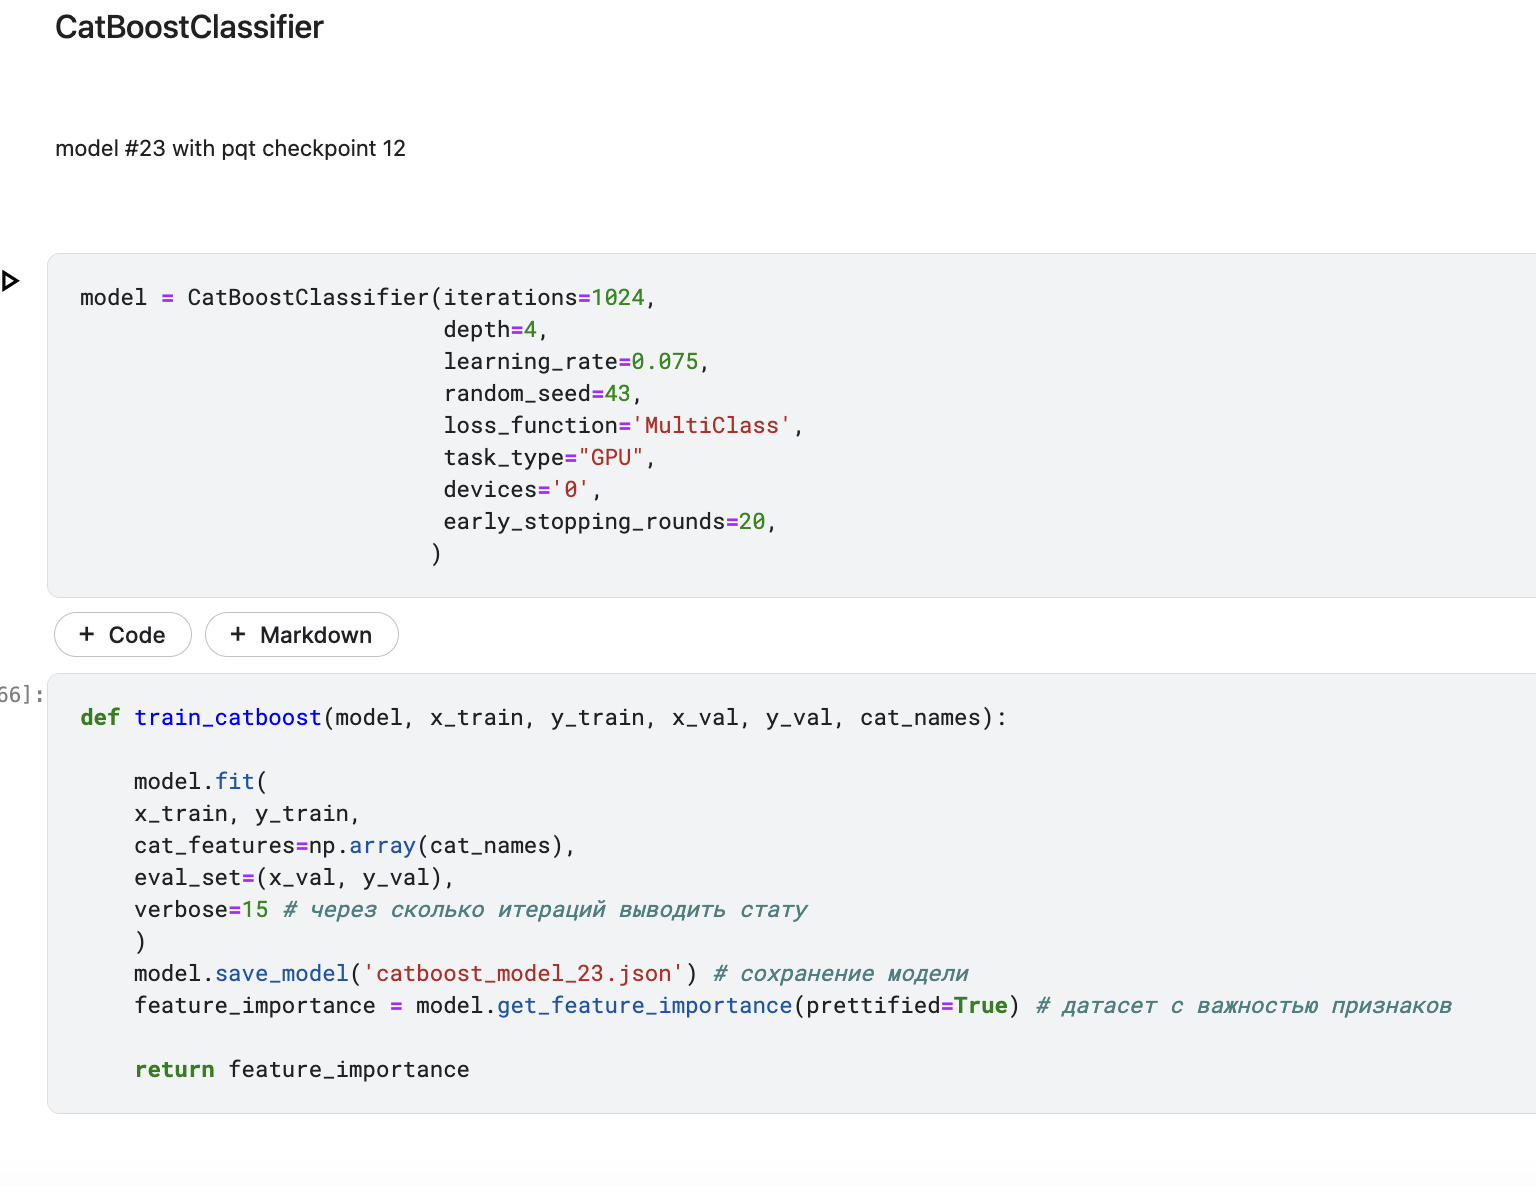 CatBoostClassifier
model #23 with pqt checkpoint 12
model = CatBoostClassifier(iterations=1024,
depth=4,
learning_rate=0.075,
random_seed=43,
loss_function='MultiClass',
task_type="GPU",
devices='0',
early_stopping_rounds=20,
)
+ Code + Markdown
66]:
def train_catboost(model, x_train, y_train, x_val, y_val, cat_names):
model.fit(
x_train, y_train,
cat_features=np.array(cat_names),
eval_set=(x_val, y_val),
verbose=15 # через сколько итераций выводить стату
)
model.save_model('catboost_model_23.json') # сохранение модели
feature_importance = model.get_feature_importance(prettified=True) # датасет с важностью признаков
return feature_importance